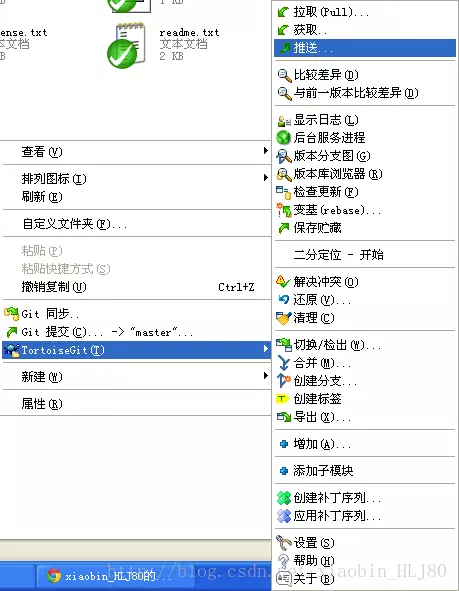 ense.txt
文本文档
KB
1 KB
readme.txt
文本文档
2 KB
查看(V)
排列图标(I)
刷新(E)
自定义文件夹(F)...
粘贴(P)
粘贴快捷方式(S)
撤销复制(U) Ctrl+Z
Git 同步..
Git 提交(C)... -> "master"...
TortoiseGit(T)
新建(W)
属性(R)
拉取(Pull)...
获取..
推送...
比较差异(D)
与前一版本比较差异(D)
显示日志(L)
后台服务进程
版本分支图(G)
版本库浏览器(R)
检查更新(F)
变基(rebase)...
保存贮藏
二分定位 - 开始
解决冲突(O)
还原(V)...
清理(C)
切换/检出(W)...
合并(M)...
创建分支...
创建标签
导出(X)...
增加(A)...
添加子模块
创建补丁序列...
应用补丁序列...
设置(S)
帮助(H)
关于(B)
xiaobin_HLJ80的...
http://blog.csdn.net/xiaobin_HLJ80